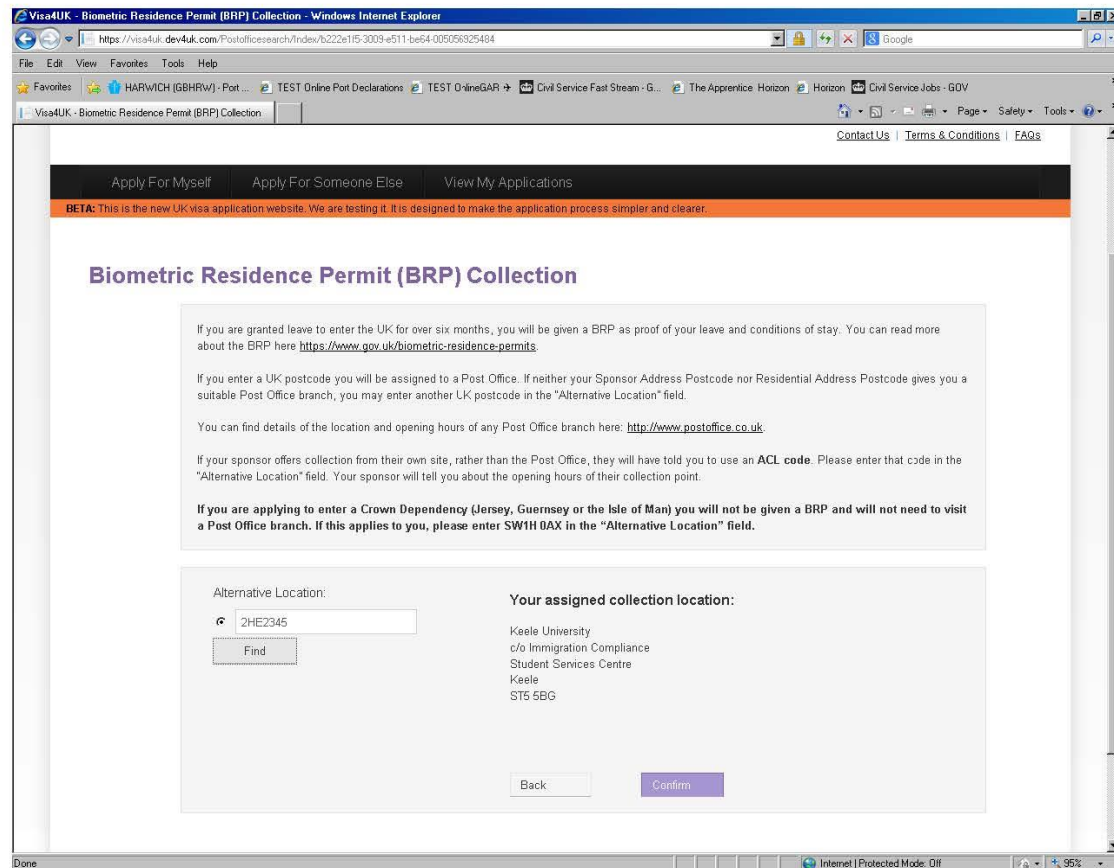 Visa4UK - Biometric Residence Permit (BRP) Collection - Windows Internet Explorer
https://visa4uk.dev4uk.com/Postofficesearch/Index/b222e1f5-3009-e511-be64-005056925484
Google
File Edit View Favorites Tools Help
Favorites HARWICH (GBHRW) - Port ... TEST Online Port Declarations TEST OnlineGAR Civil Service Fast Stream - G... The Apprentice Horizon Horizon Civil Service Jobs - GOV
Visa4UK - Biometric Residence Permit (BRP) Collection
Page Safety Tools
Contact Us | Terms & Conditions | FAQs
Apply For Myself Apply For Someone Else View My Applications
BETA: This is the new UK visa application website. We are testing it. It is designed to make the application process simpler and clearer.
Biometric Residence Permit (BRP) Collection
If you are granted leave to enter the UK for over six months, you will be given a BRP as proof of your leave and conditions of stay. You can read more
about the BRP here https://www.gov.uk/biometric-residence-permits.
If you enter a UK postcode you will be assigned to a Post Office. If neither your Sponsor Address Postcode nor Residential Address Postcode gives you a
suitable Post Office branch, you may enter another UK postcode in the "Alternative Location" field.
You can find details of the location and opening hours of any Post Office branch here: http://www.postoffice.co.uk.
If your sponsor offers collection from their own site, rather than the Post Office, they will have told you to use an ACL code. Please enter that code in the
"Alternative Location" field. Your sponsor will tell you about the opening hours of their collection point.
If you are applying to enter a Crown Dependency (Jersey, Guernsey or the Isle of Man) you will not be given a BRP and will not need to visit
a Post Office branch. If this applies to you, please enter SW1H 0AX in the “Alternative Location” field.
Alternative Location:
2HE2345
Find
Your assigned collection location:
Keele University
c/o Immigration Compliance
Student Services Centre
Keele
ST5 5BG
Back Confirm
Done Internet | Protected Mode: Off 95%